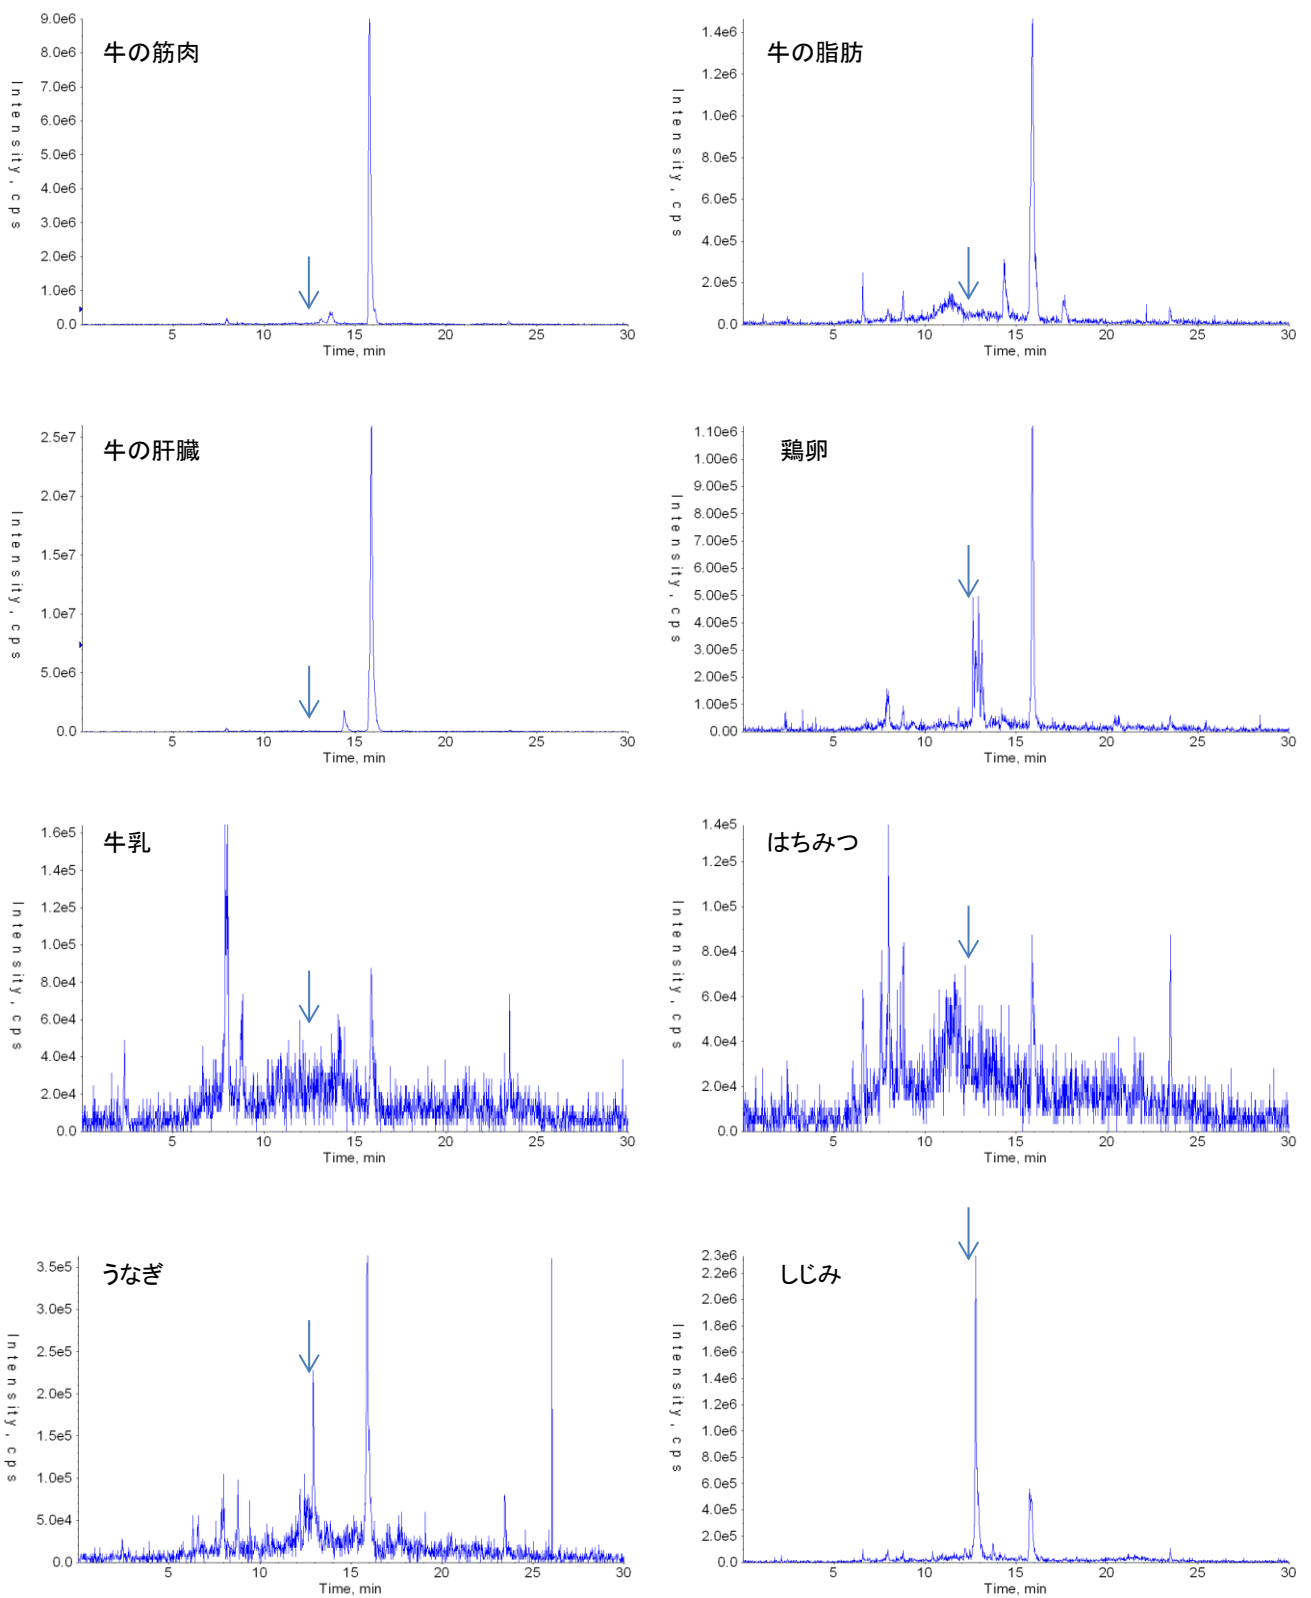 牛の筋肉
Intensity, cps
9.0e6
8.0e6
7.0e6
6.0e6
5.0e6
4.0e6
3.0e6
2.0e6
1.0e6
0.0
5 10 15 20 25 30
Time, min
牛の脂肪
Intensity, cps
1.4e6
1.2e6
1.0e6
8.0e5
6.0e5
4.0e5
2.0e5
0.0
5 10 15 20 25 30
Time, min
牛の肝臓
Intensity, cps
2.5e7
2.0e7
1.5e7
1.0e7
5.0e6
0.0
5 10 15 20 25 30
Time, min
鶏卵
Intensity, cps
1.10e6
1.00e6
9.00e5
8.00e5
7.00e5
6.00e5
5.00e5
4.00e5
3.00e5
2.00e5
1.00e5
0.00
5 10 15 20 25 30
Time, min
牛乳
Intensity, cps
1.6e5
1.4e5
1.2e5
1.0e5
8.0e4
6.0e4
4.0e4
2.0e4
0.0
5 10 15 20 25 30
Time, min
はちみつ
Intensity, cps
1.4e5
1.2e5
1.0e5
8.0e4
6.0e4
4.0e4
2.0e4
0.0
5 10 15 20 25 30
Time, min
うなぎ
Intensity, cps
3.5e5
3.0e5
2.5e5
2.0e5
1.5e5
1.0e5
5.0e4
0.0
5 10 15 20 25 30
Time, min
しじみ
Intensity, cps
2.3e6
2.2e6
2.0e6
1.8e6
1.6e6
1.4e6
1.2e6
1.0e6
8.0e5
6.0e5
4.0e5
2.0e5
0.0
5 10 15 20 25 30
Time, min